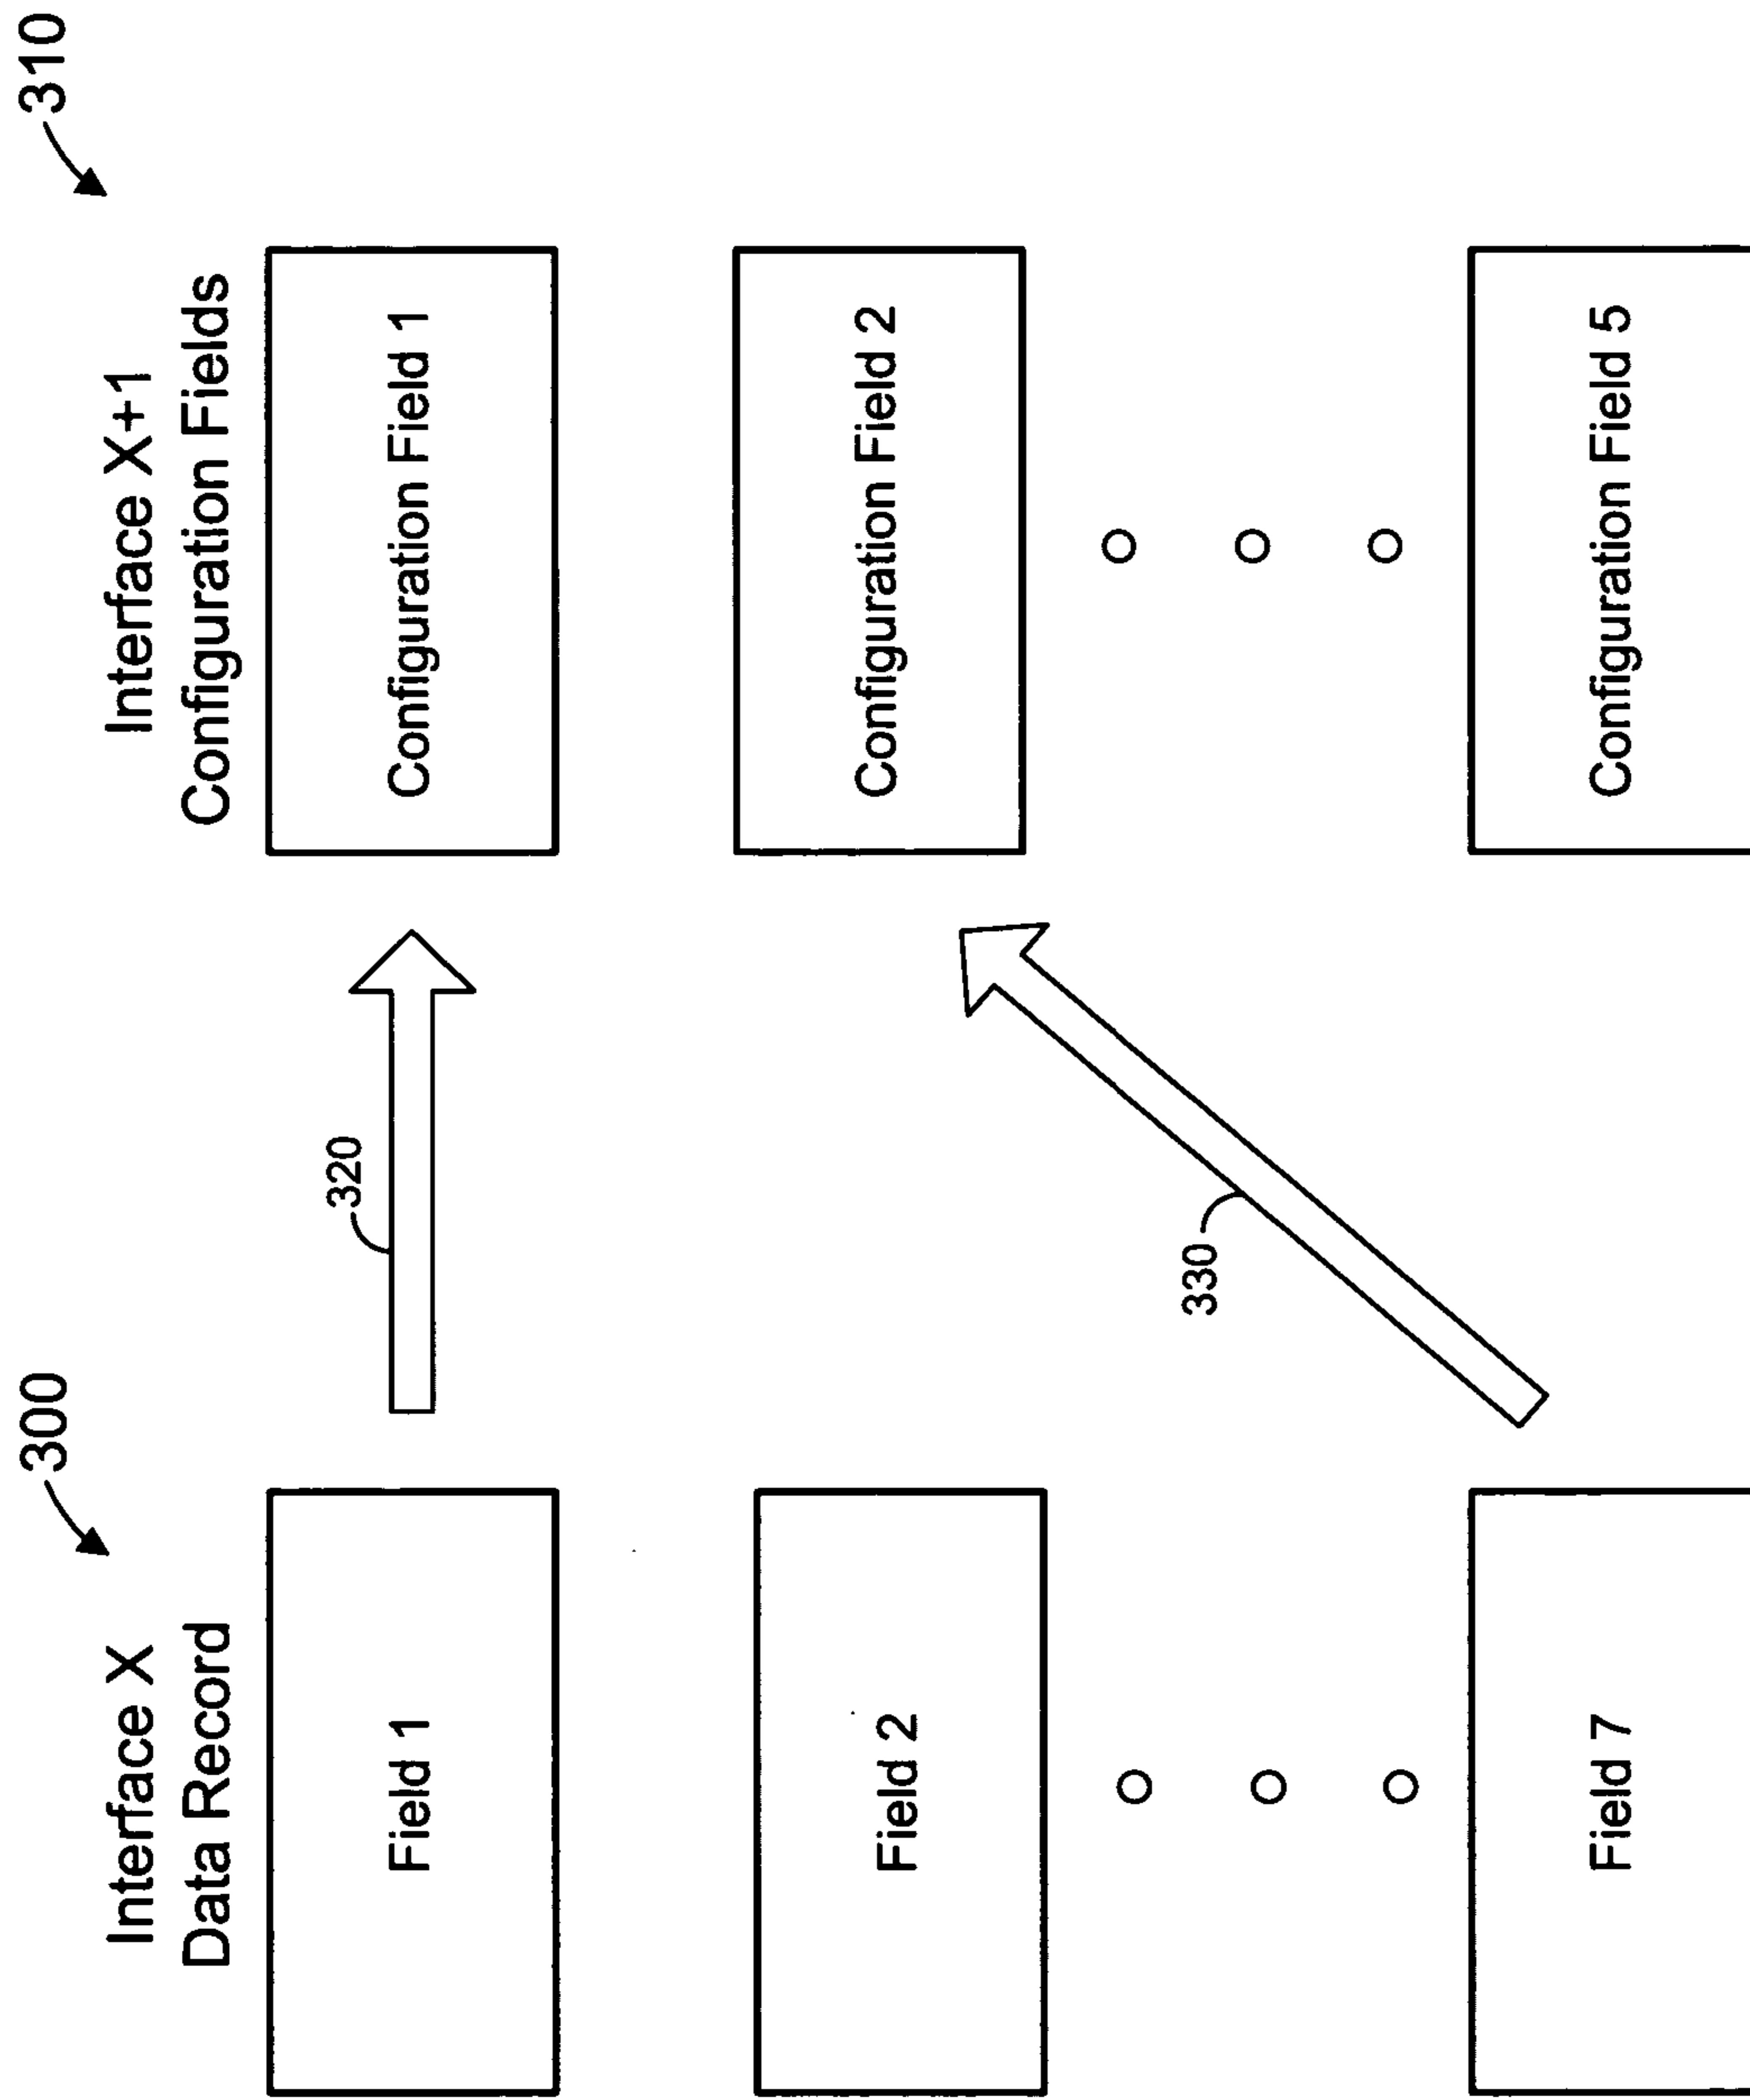 300
310
Interface X
Data Record
Interface X+1
Configuration Fields
Field 1
320
Configuration Field 1
Field 2
Configuration Field 2
330
Field 7
Configuration Field 5